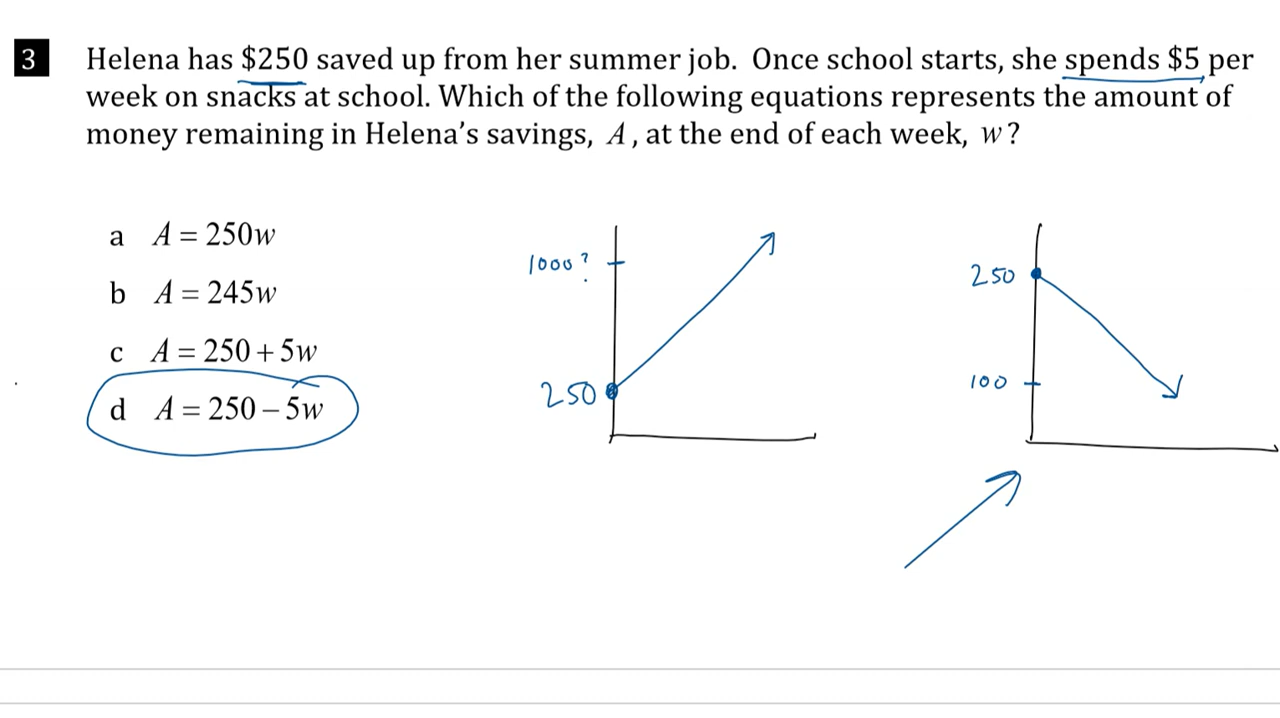 3 Helena has $250 saved up from her summer job. Once school starts, she spends $5 per
week on snacks at school. Which of the following equations represents the amount of
money remaining in Helena’s savings, A, at the end of each week, w?
a A = 250w
b A = 245w
c A = 250 + 5w
d A = 250 – 5w
1000?
250
250
100